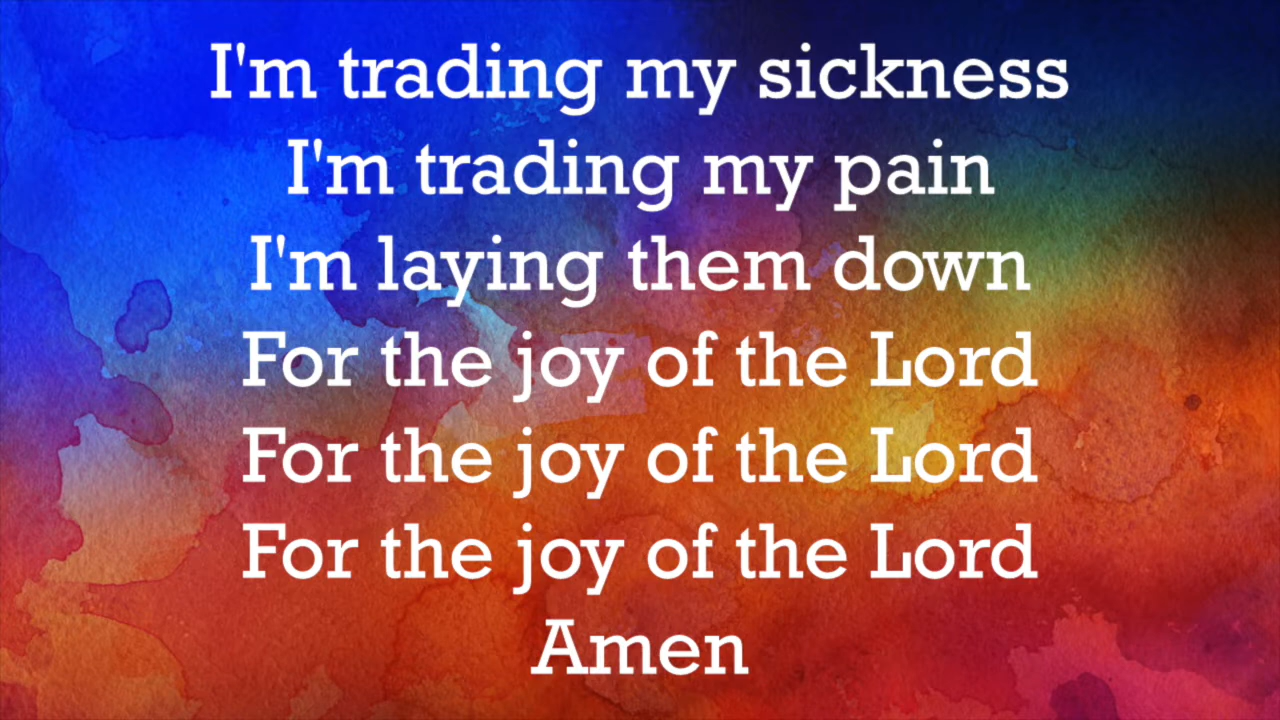 I'm trading my sickness
I'm trading my pain
I'm laying them down
For the joy of the Lord
For the joy of the Lord
For the joy of the Lord
Amen